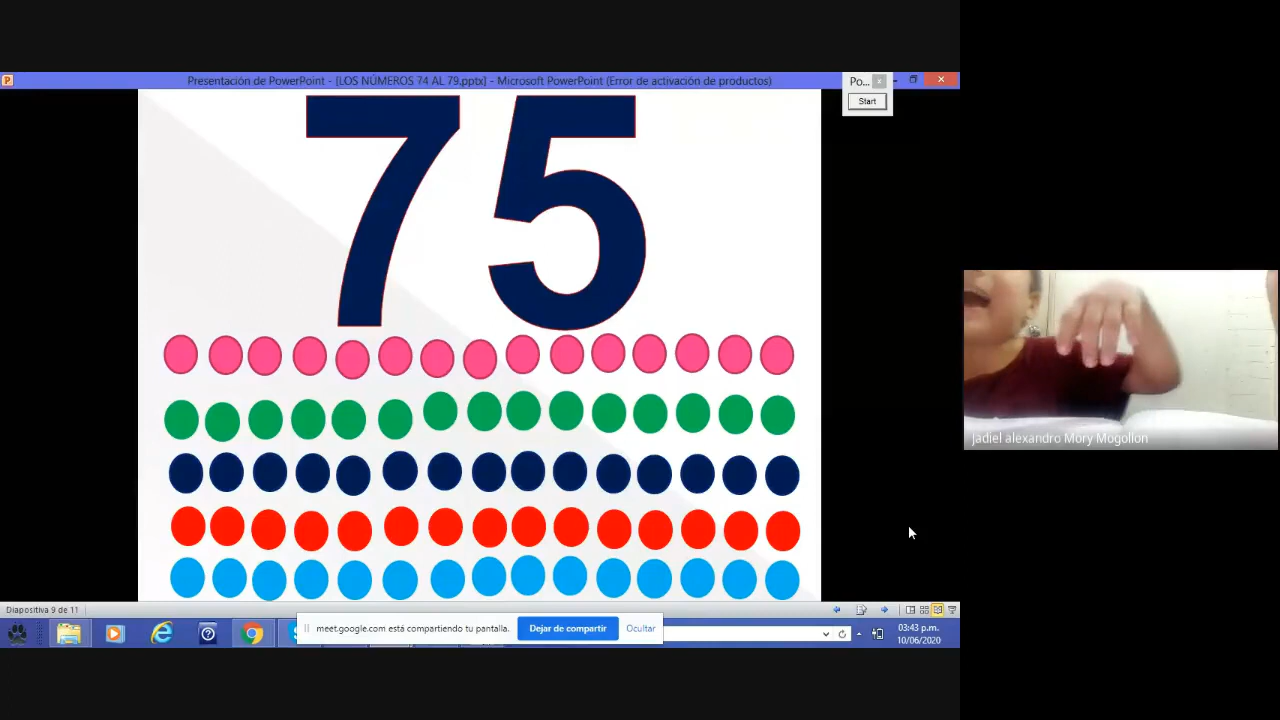 Presentación de PowerPoint - [LOS NÚMEROS 74 AL 79.pptx] - Microsoft PowerPoint (Error de activación de productos)
Po...
Start
75
Jadiel alexandro Mory Mogollon
Diapositiva 9 de 11
meet.google.com está compartiendo tu pantalla.
Dejar de compartir
Ocultar
03:43 p.m.
10/06/2020